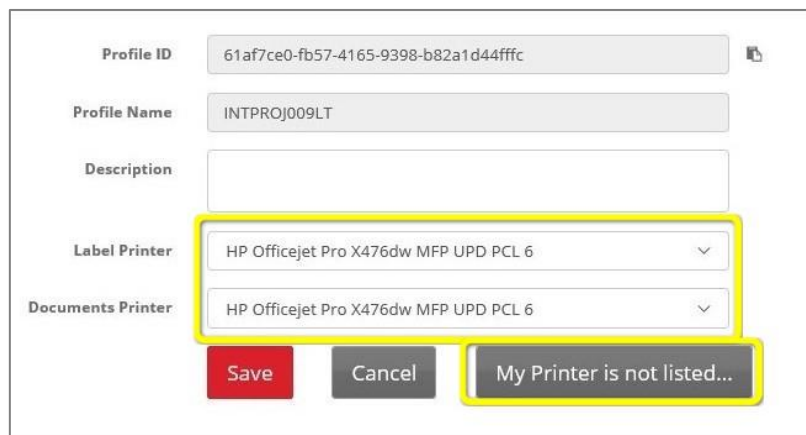 Profile ID 61af7ce0-fb57-4165-9398-b82a1d44fffc
Profile Name INTPROJ009LT
Description
Label Printer HP Officejet Pro X476dw MFP UPD PCL 6
Documents Printer HP Officejet Pro X476dw MFP UPD PCL 6
Save Cancel My Printer is not listed...